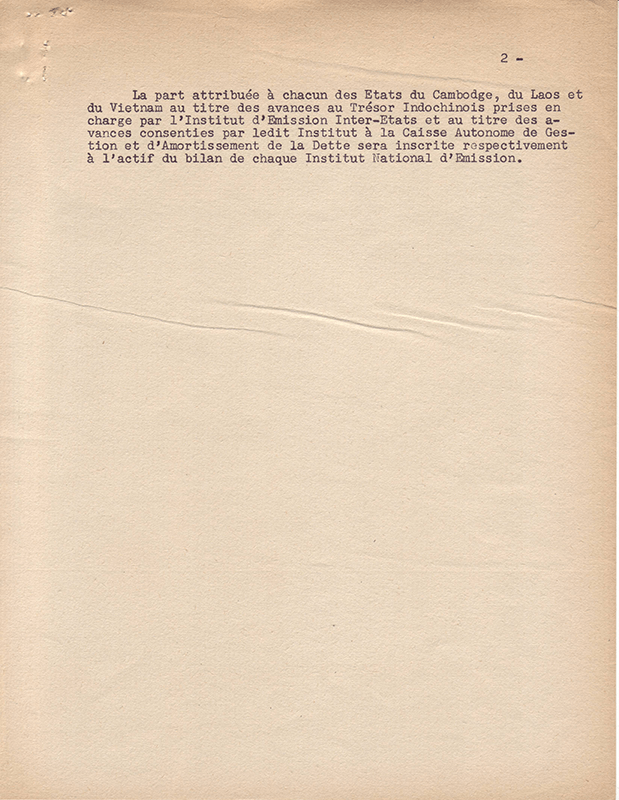 2 -
La part attribuée à chacun des Etats du Cambodge, du Laos et
du Vietnam au titre des avances au Trésor Indochinois prises en
charge par l'Institut d'Emission Inter-Etats et au titre des a-
vances consenties par ledit Institut à la Caisse Autonome de Ges-
tion et d'Amortissement de la Dette sera inscrite respectivement
à l'actif du bilan de chaque Institut National d'Emission.